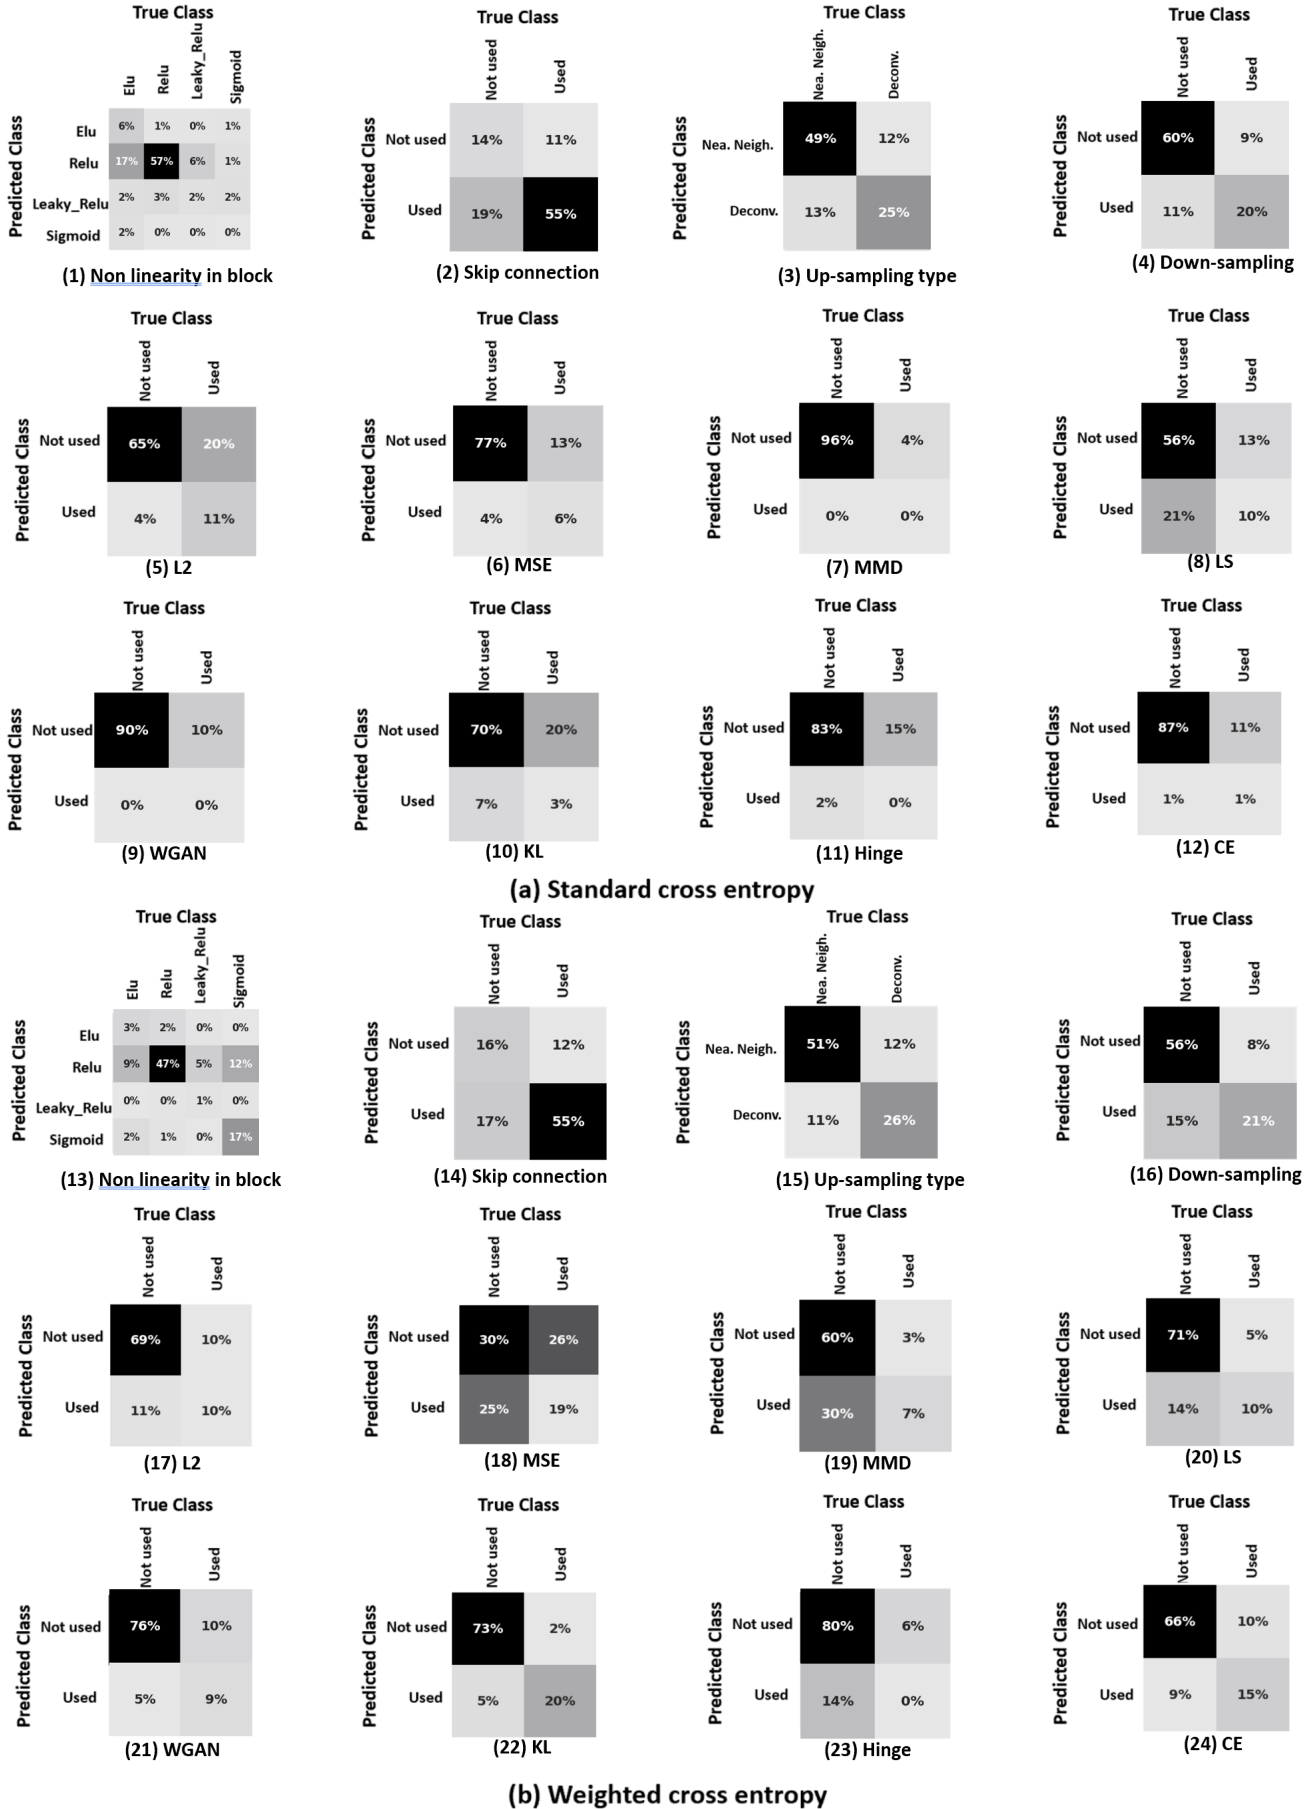 True Class True Class True Class True Class
Elu Relu Leaky_Relu Sigmoid Not used Used Nea. Neigh. Deconv. Not used Used
Predicted Class Predicted Class Predicted Class Predicted Class
Elu 6% 1% 0% 1% Not used 14% 11% Nea. Neigh. 49% 12% Not used 60% 9%
Relu 17% 57% 6% 1%
Leaky_Relu 2% 3% 2% 2% Used 19% 55% Deconv. 13% 25% Used 11% 20%
Sigmoid 2% 0% 0% 0%
(1) Non linearity in block (2) Skip connection (3) Up-sampling type (4) Down-sampling
True Class True Class True Class True Class
Not used Used Not used Used Not used Used Not used Used
Predicted Class Predicted Class Predicted Class Predicted Class
Not used 65% 20% Not used 77% 13% Not used 96% 4% Not used 56% 13%
Used 4% 11% Used 4% 6% Used 0% 0% Used 21% 10%
(5) L2 (6) MSE (7) MMD (8) LS
True Class True Class True Class True Class
Not used Used Not used Used Not used Used Not used Used
Predicted Class Predicted Class Predicted Class Predicted Class
Not used 90% 10% Not used 70% 20% Not used 83% 15% Not used 87% 11%
Used 0% 0% Used 7% 3% Used 2% 0% Used 1% 1%
(9) WGAN (10) KL (11) Hinge (12) CE
(a) Standard cross entropy
True Class True Class True Class True Class
Elu Relu Leaky_Relu Sigmoid Not used Used Nea. Neigh. Deconv. Not used Used
Predicted Class Predicted Class Predicted Class Predicted Class
Elu 3% 2% 0% 0% Not used 16% 12% Nea. Neigh. 51% 12% Not used 56% 8%
Relu 9% 47% 5% 12%
Leaky_Relu 0% 0% 1% 0% Used 17% 55% Deconv. 11% 26% Used 15% 21%
Sigmoid 2% 1% 0% 17%
(13) Non linearity in block (14) Skip connection (15) Up-sampling type (16) Down-sampling
True Class True Class True Class True Class
Not used Used Not used Used Not used Used Not used Used
Predicted Class Predicted Class Predicted Class Predicted Class
Not used 69% 10% Not used 30% 26% Not used 60% 3% Not used 71% 5%
Used 11% 10% Used 25% 19% Used 30% 7% Used 14% 10%
(17) L2 (18) MSE (19) MMD (20) LS
True Class True Class True Class True Class
Not used Used Not used Used Not used Used Not used Used
Predicted Class Predicted Class Predicted Class Predicted Class
Not used 76% 10% Not used 73% 2% Not used 80% 6% Not used 66% 10%
Used 5% 9% Used 5% 20% Used 14% 0% Used 9% 15%
(21) WGAN (22) KL (23) Hinge (24) CE
(b) Weighted cross entropy